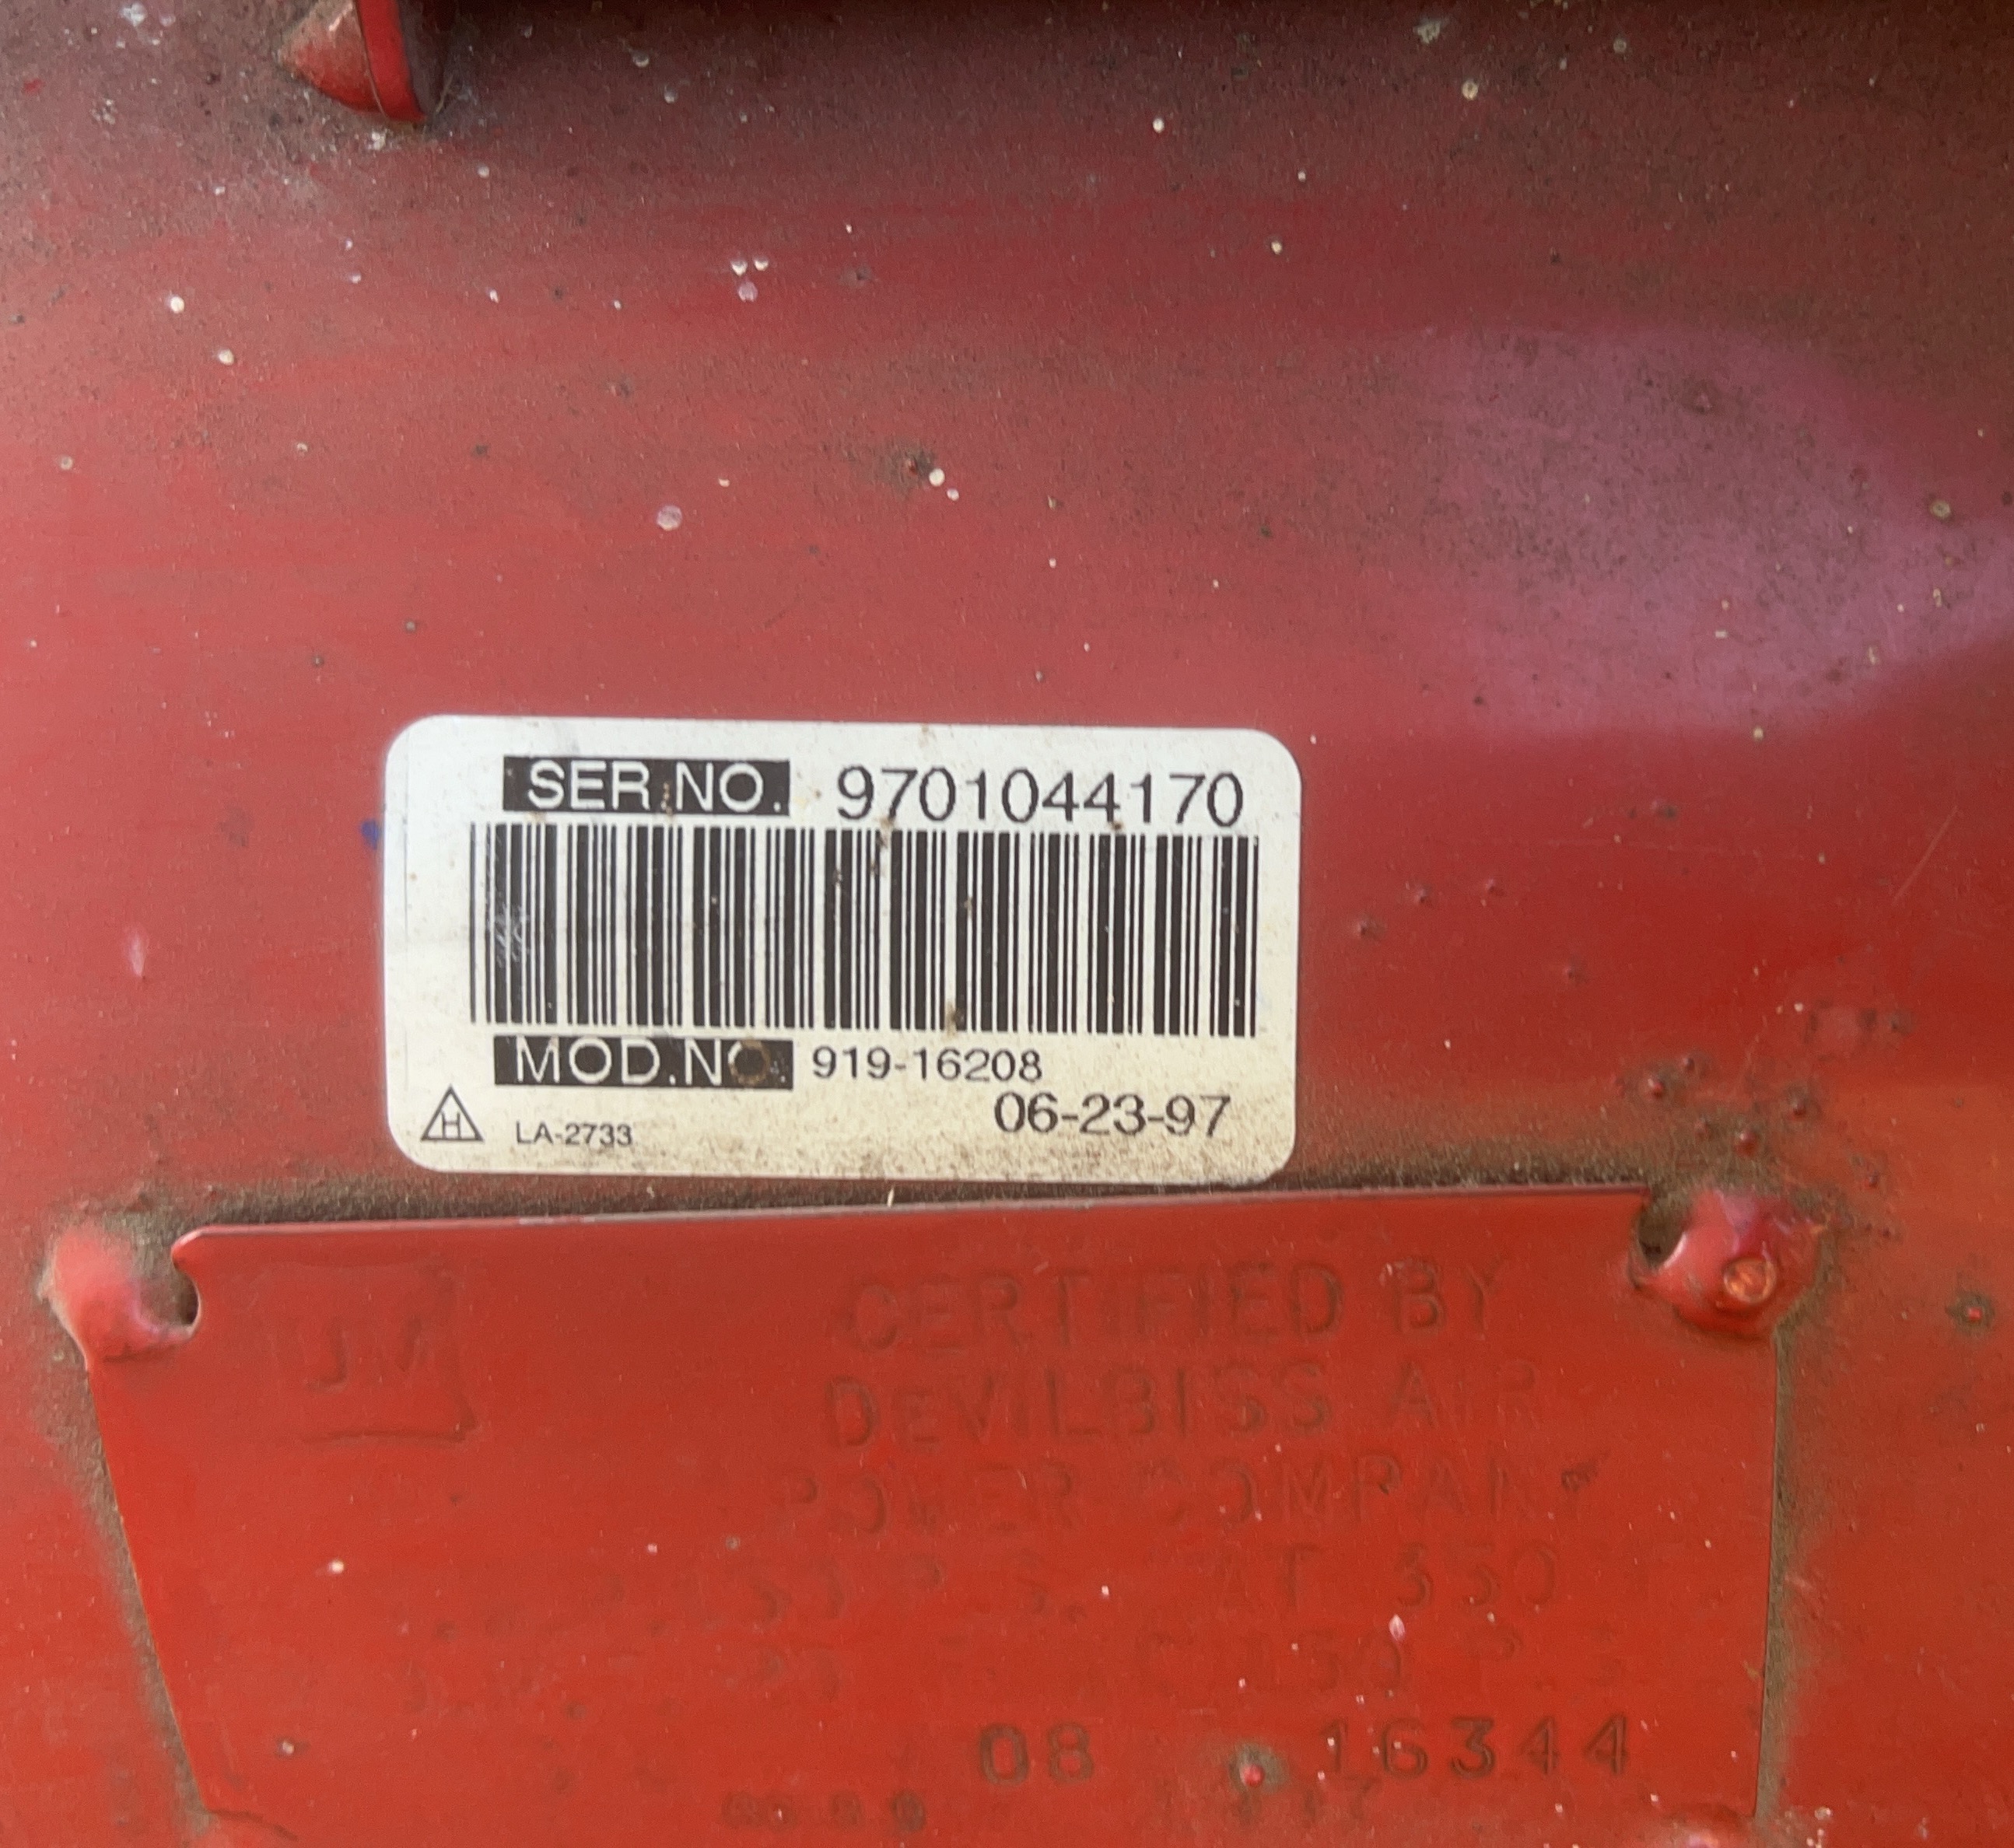 SER.NO. 9701044170
MOD.NO. 919-16208
06-23-97
H LA-2733
CERTIFIED BY
DEVILBISS AIR
POWER COMPANY
AT
08 16344